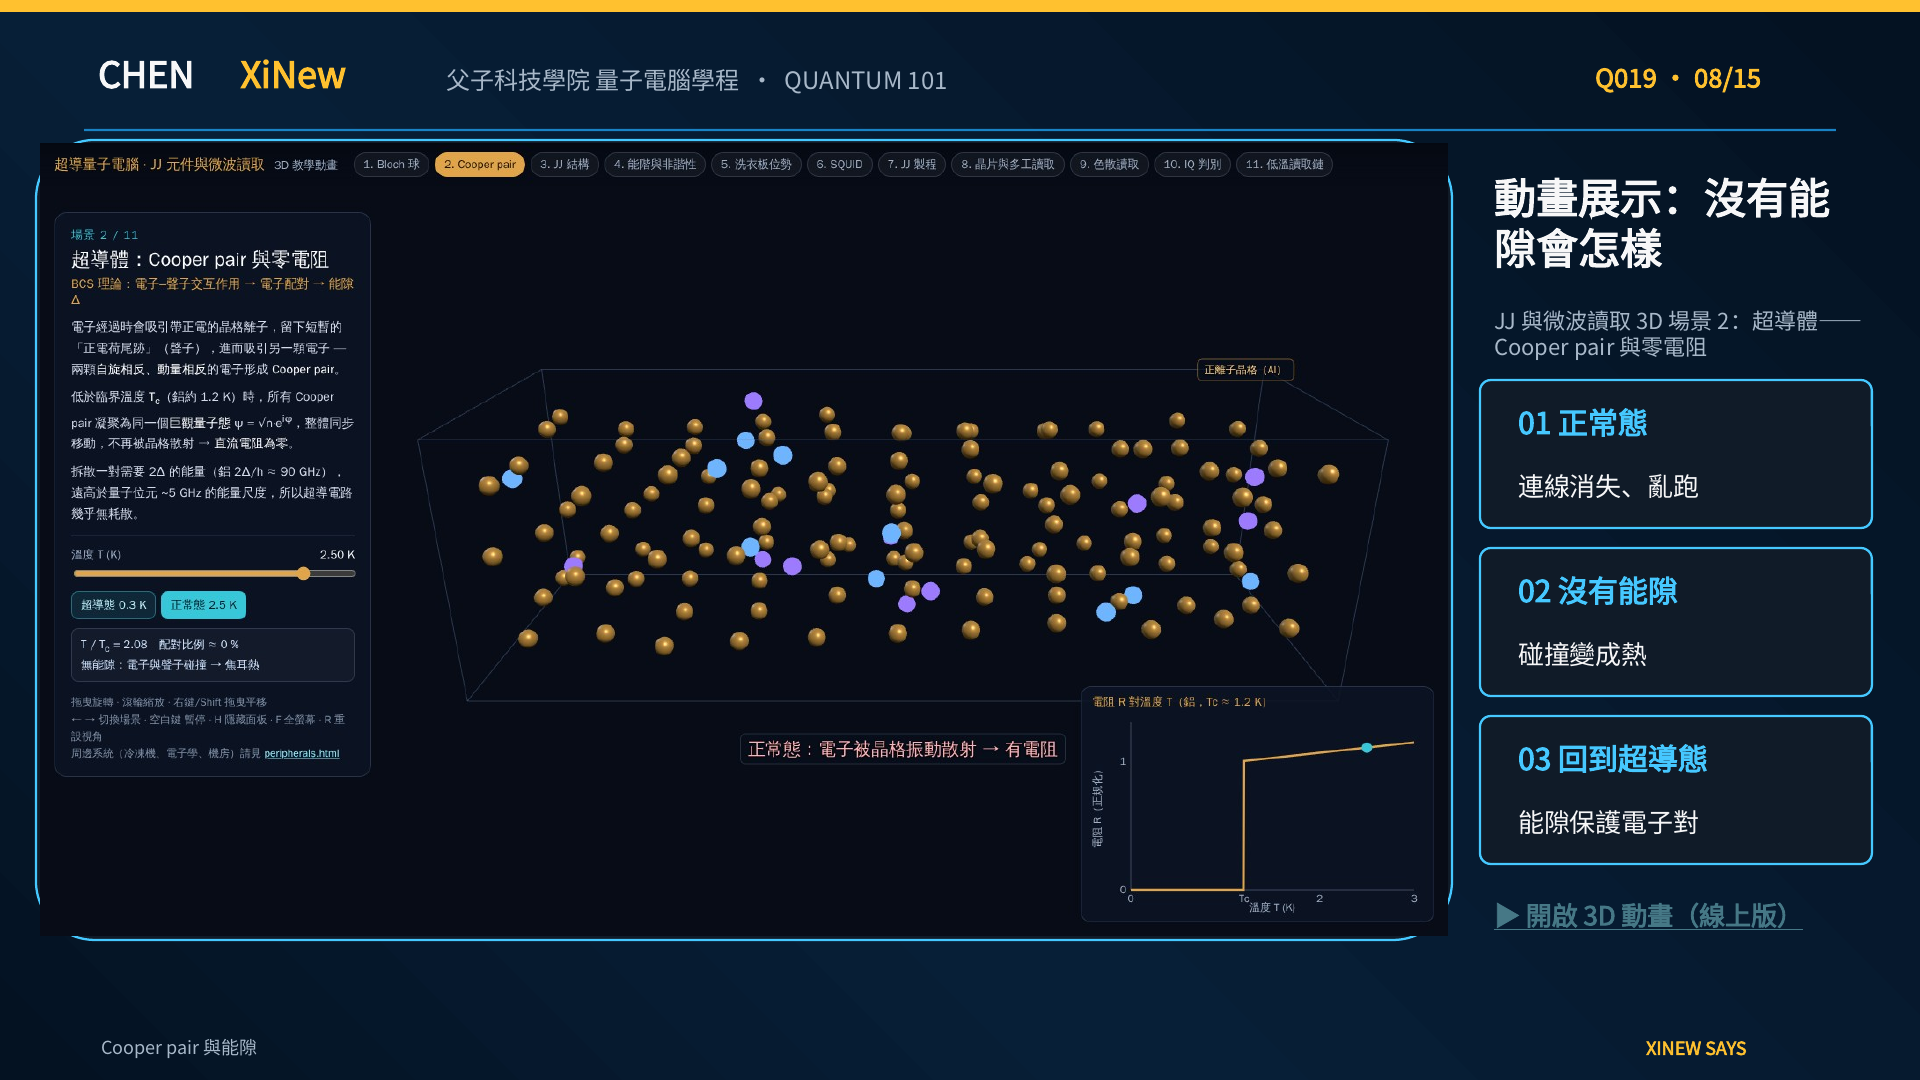 CHEN XiNew
父子科技學院 量子電腦學程 • QUANTUM 101
Q019 • 08/15
超導量子電腦 · JJ 元件與微波讀取 3D 教學動畫
1. Bloch 球
2. Cooper pair
3. JJ 結構
4. 能階與非諧性
5. 洗衣板位勢
6. SQUID
7. JJ 製程
8. 晶片與多工讀取
9. 色散讀取
10. IQ 判別
11. 低溫讀取鏈
場景 2 / 11
超導體：Cooper pair 與零電阻
BCS 理論：電子–聲子交互作用 → 電子配對 → 能隙
Δ
電子經過時會吸引帶正電的晶格離子，留下短暫的
「正電荷尾跡」（聲子），進而吸引另一顆電子 —
兩顆自旋相反、動量相反的電子形成 Cooper pair。
低於臨界溫度 Tc（鋁約 1.2 K）時，所有 Cooper
pair 凝聚為同一個巨觀量子態 ψ = √n·e^iφ，整體同步
移動，不再被晶格散射 → 直流電阻為零。
拆散一對需要 2Δ 的能量（鋁 2Δ/h ≈ 90 GHz），
遠高於量子位元 ~5 GHz 的能量尺度，所以超導電路
幾乎無耗散。
溫度 T (K) 2.50 K
超導態 0.3 K
正常態 2.5 K
T / Tc = 2.08 配對比例 ≈ 0 %
無能隙：電子與聲子碰撞 → 焦耳熱
拖曳旋轉 · 滾輪縮放 · 右鍵/Shift 拖曳平移
← → 切換場景 · 空白鍵 暫停 · H 隱藏面板 · F 全螢幕 · R 重
設視角
周邊系統（冷凍機、電子學、機房）請見 peripherals.html
正離子晶格（Al）
正常態：電子被晶格振動散射 → 有電阻
電阻 R 對溫度 T（鋁，Tc ≈ 1.2 K）
電阻 R（正規化）
1
0
0
Tc
2
3
溫度 T (K)
動畫展示：沒有能
隙會怎樣
JJ 與微波讀取 3D 場景 2：超導體——
Cooper pair 與零電阻
01 正常態
連線消失、亂跑
02 沒有能隙
碰撞變成熱
03 回到超導態
能隙保護電子對
▶ 開啟 3D 動畫（線上版）
Cooper pair 與能隙
XINEW SAYS